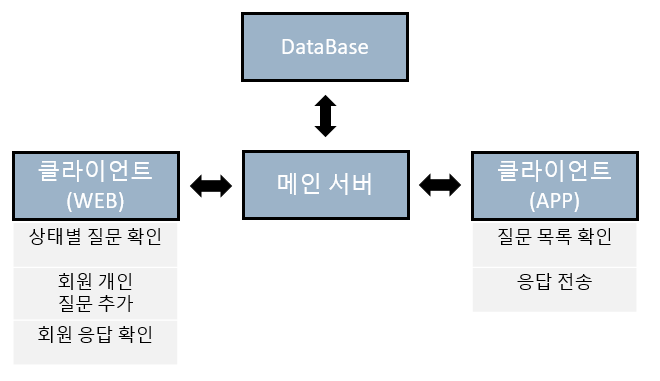 DataBase
클라이언트
(WEB)
메인 서버
클라이언트
(APP)
상태별 질문 확인
회원 개인
질문 추가
회원 응답 확인
질문 목록 확인
응답 전송